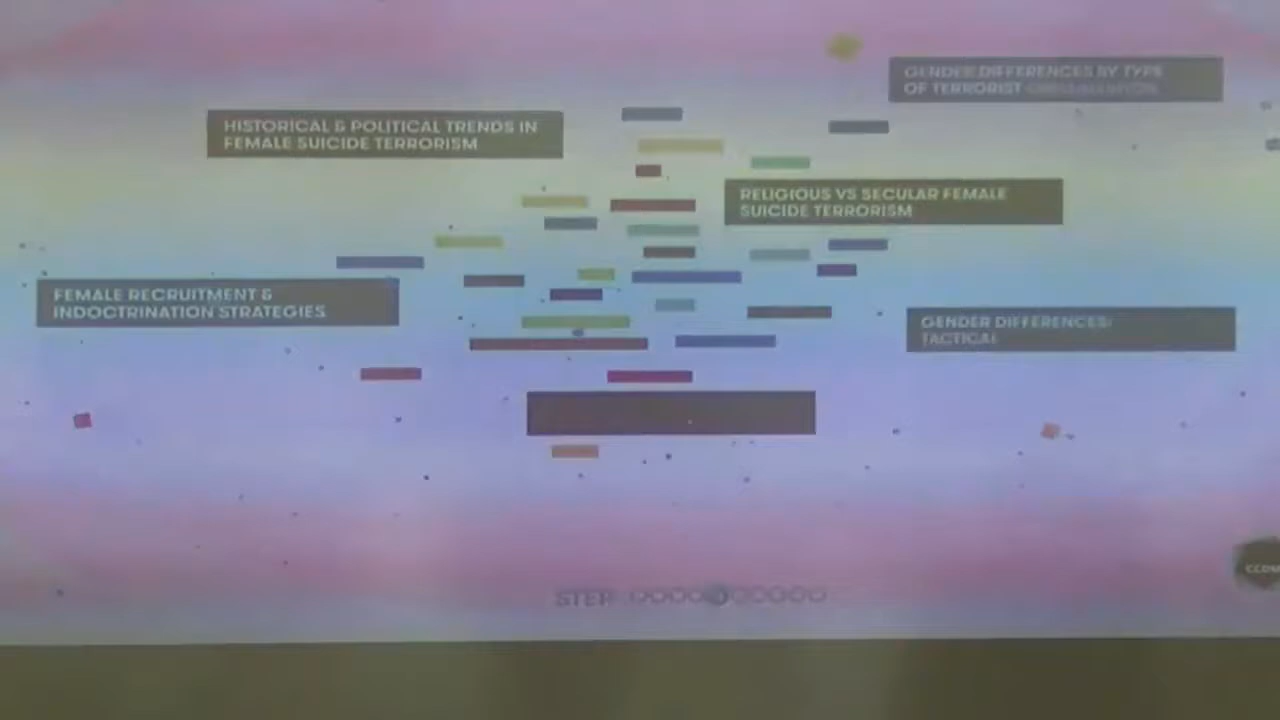 GENDER DIFFERENCES BY TYPE
OF TERRORIST ORGANIZATION
HISTORICAL & POLITICAL TRENDS IN
FEMALE SUICIDE TERRORISM
RELIGIOUS VS SECULAR FEMALE
SUICIDE TERRORISM
FEMALE RECRUITMENT &
INDOCTRINATION STRATEGIES
GENDER DIFFERENCES:
TACTICAL
STEP